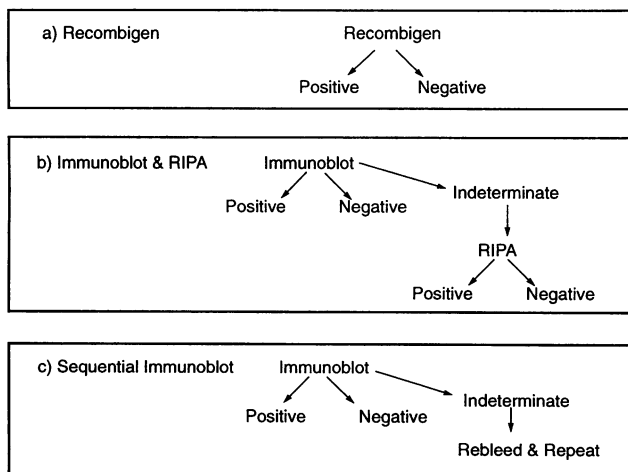 a) Recombigen Recombigen
Positive Negative
b) Immunoblot & RIPA Immunoblot
Positive Negative Indeterminate
RIPA
Positive Negative
c) Sequential Immunoblot Immunoblot
Positive Negative Indeterminate
Rebleed & Repeat